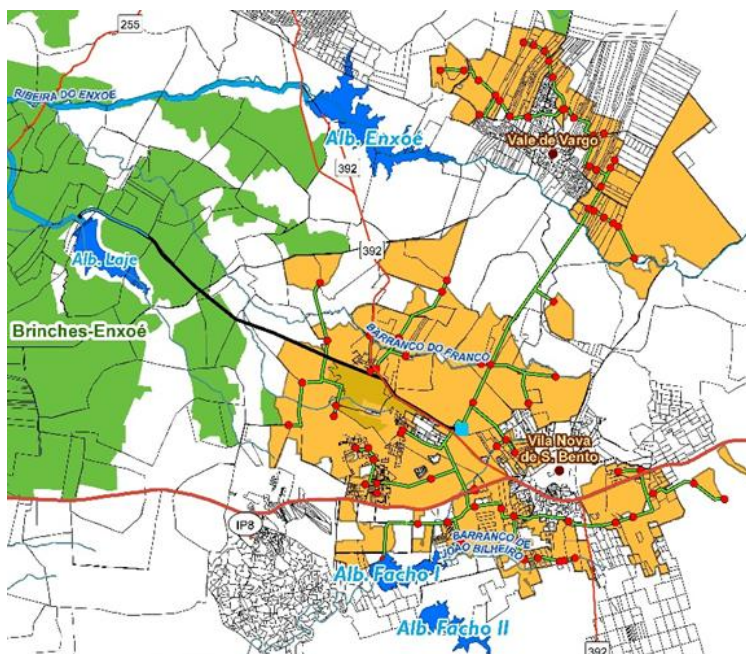 255
RIBEIRA DO ENXOÉ
Alb. Enxoé
Vale de Vargo
392
392
Alb. Laje
Brinches-Enxoé
BARRANCO DO FRANCO
Vila Nova
de S. Bento
IP8
BARRANCO DE
JOÃO BILHEIRO
Alb. Facho I
Alb. Facho II
392